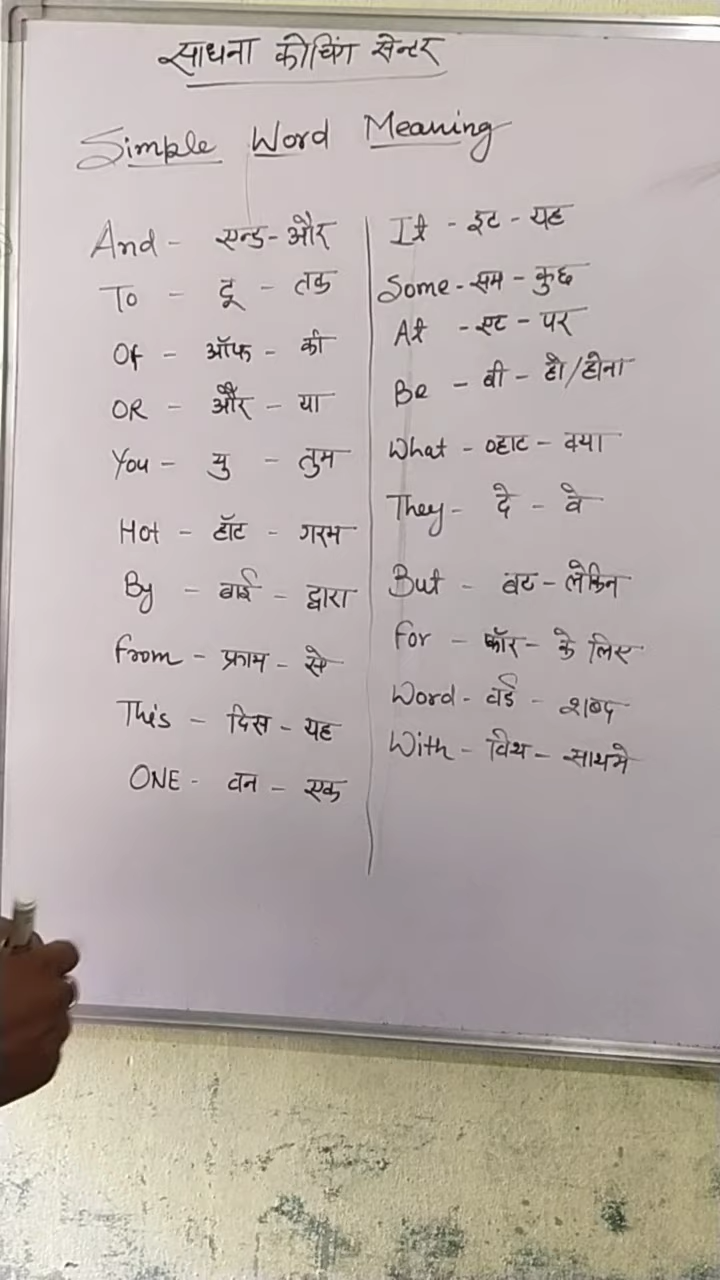 साधना कोचिंग सेन्टर
Simple Word Meaning
And - एन्ड - और
To - टू - तक
Of - ऑफ - की
OR - और - या
You - यु - तुम
Hot - हॉट - गरम
By - बाई - द्वारा
From - फ्राम - से
This - दिस - यह
ONE - वन - एक
It - इट - यह
Some - सम - कुछ
At - एट - पर
Be - बी - हो/होना
What - व्हाट - क्या
They - दे - वे
But - बट - लेकिन
For - फॉर - के लिए
Word - वर्ड - शब्द
With - विथ - साथमे